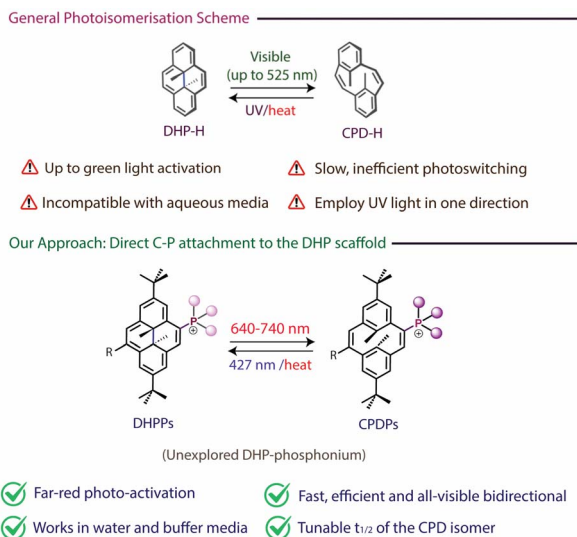 General Photoisomerisation Scheme
Visible
(up to 525 nm)
UV/heat
DHP-H
CPD-H
Up to green light activation
Slow, inefficient photoswitching
Incompatible with aqueous media
Employ UV light in one direction
Our Approach: Direct C-P attachment to the DHP scaffold
P
⊕
R
640-740 nm
427 nm /heat
P
⊕
R
DHPPs
CPDPs
(Unexplored DHP-phosphonium)
Far-red photo-activation
Fast, efficient and all-visible bidirectional
Works in water and buffer media
Tunable t1/2 of the CPD isomer